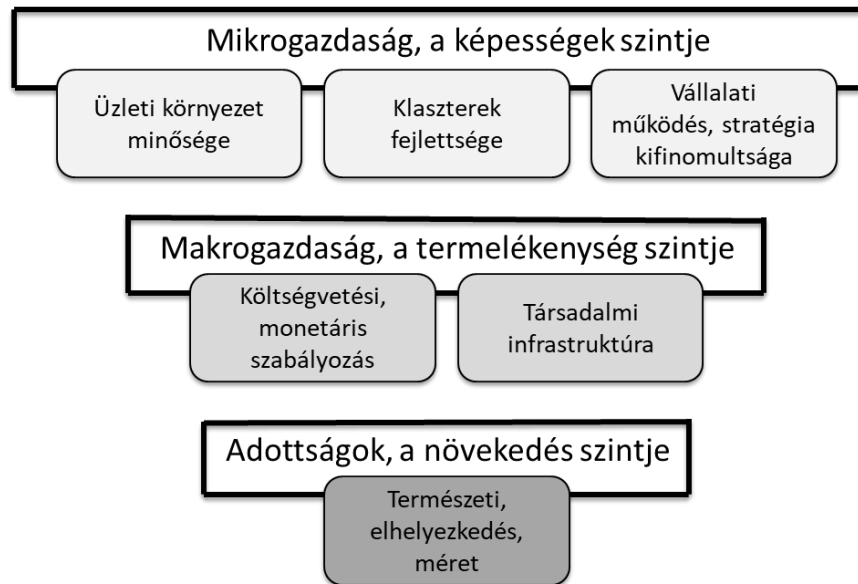 Mikrogazdaság, a képességek szintje
Üzleti környezet
minősége
Klaszterek
fejlettsége
Vállalati
működés, stratégia
kifinomultsága
Makrogazdaság, a termelékenység szintje
Költségvetési,
monetáris
szabályozás
Társadalmi
infrastruktúra
Adottságok, a növekedés szintje
Természeti,
elhelyezkedés,
méret